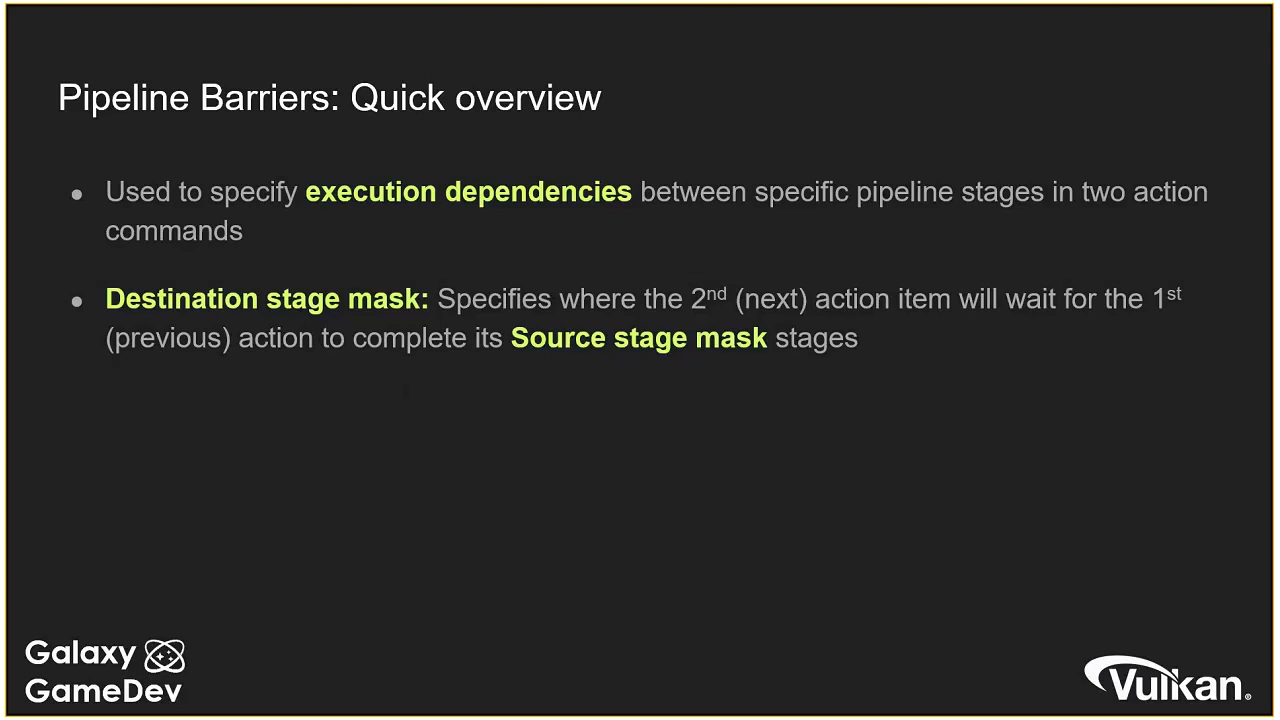 Pipeline Barriers: Quick overview
● Used to specify execution dependencies between specific pipeline stages in two action
commands
● Destination stage mask: Specifies where the 2nd (next) action item will wait for the 1st
(previous) action to complete its Source stage mask stages
Galaxy
GameDev
Vulkan®